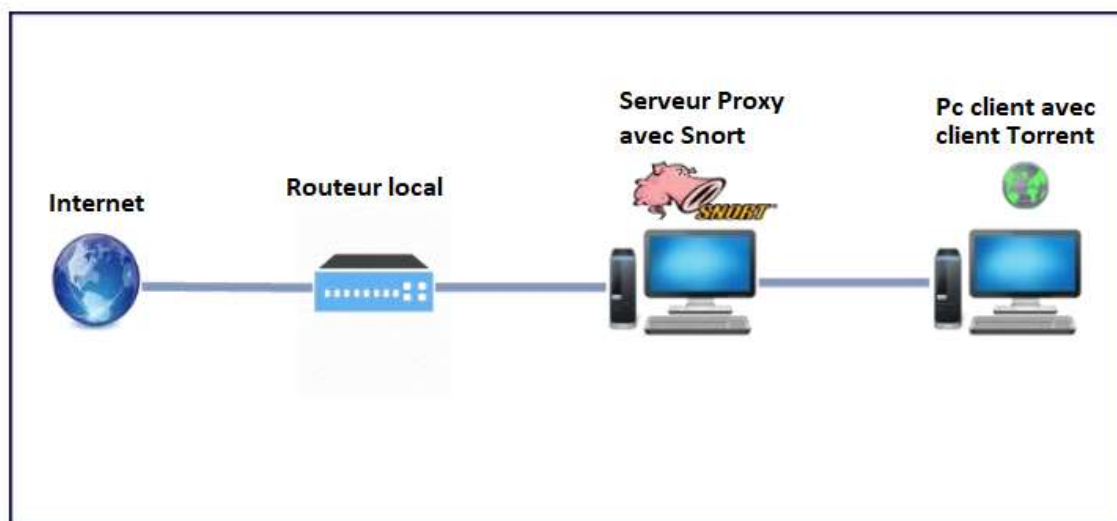 Internet
Routeur local
Serveur Proxy
avec Snort
SNORT
Pc client avec
client Torrent